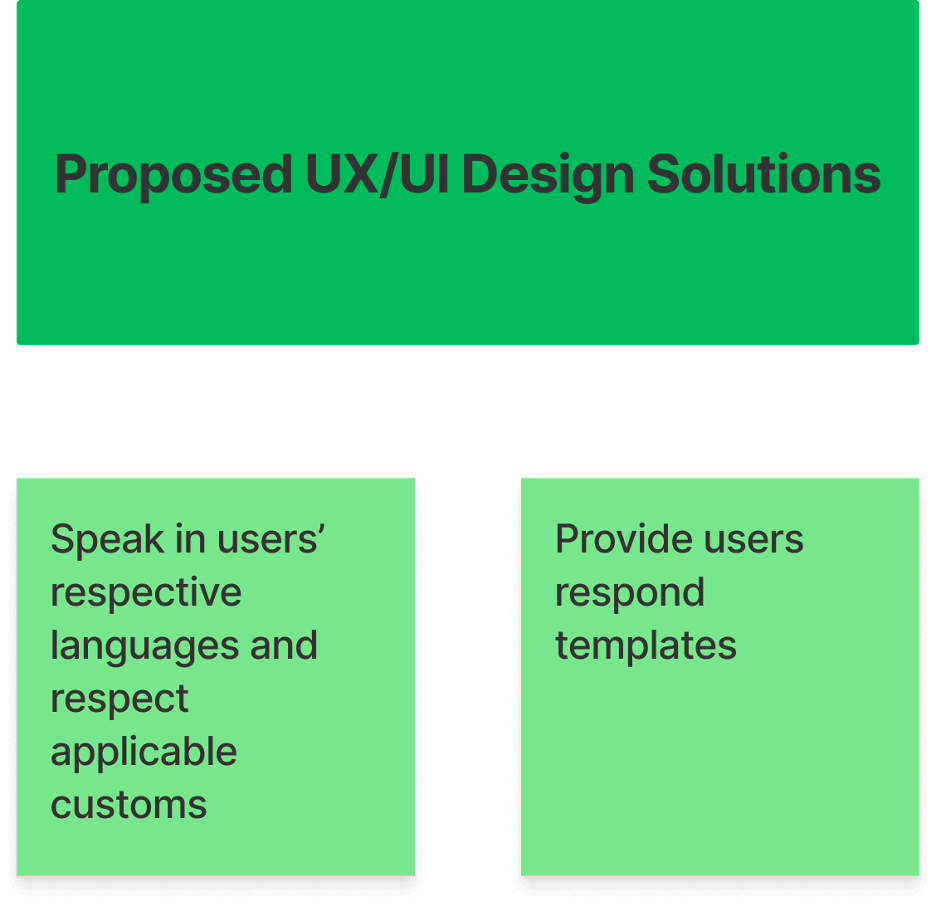 Proposed UX/UI Design Solutions
Speak in users’
respective
languages and
respect
applicable
customs
Provide users
respond
templates